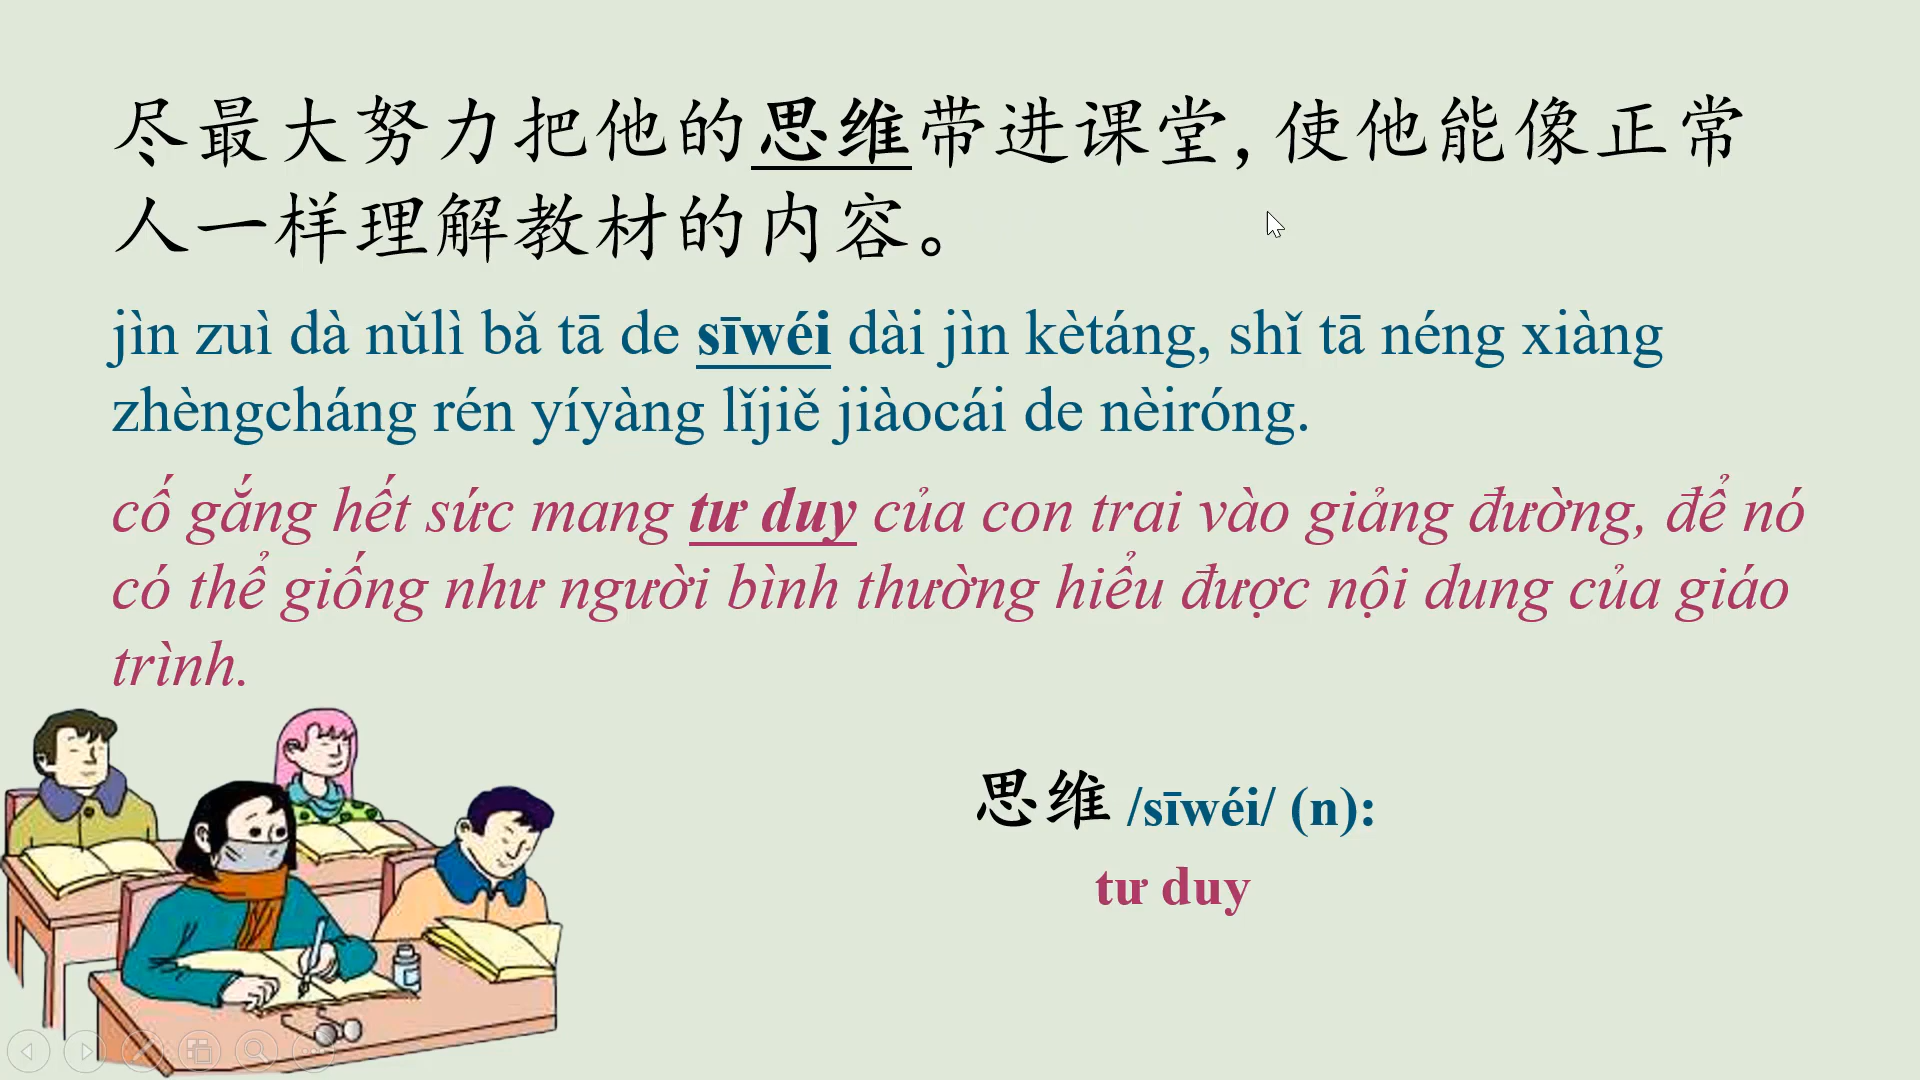 尽最大努力把他的思维带进课堂，使他能像正常
人一样理解教材的内容。
jìn zuì dà nǔlì bǎ tā de sīwéi dài jìn kètáng, shǐ tā néng xiàng
zhèngcháng rén yíyàng lǐjiě jiàocái de nèiróng.
cố gắng hết sức mang tư duy của con trai vào giảng đường, để nó
có thể giống như người bình thường hiểu được nội dung của giáo
trình.
思维 /sīwéi/ (n):
tư duy